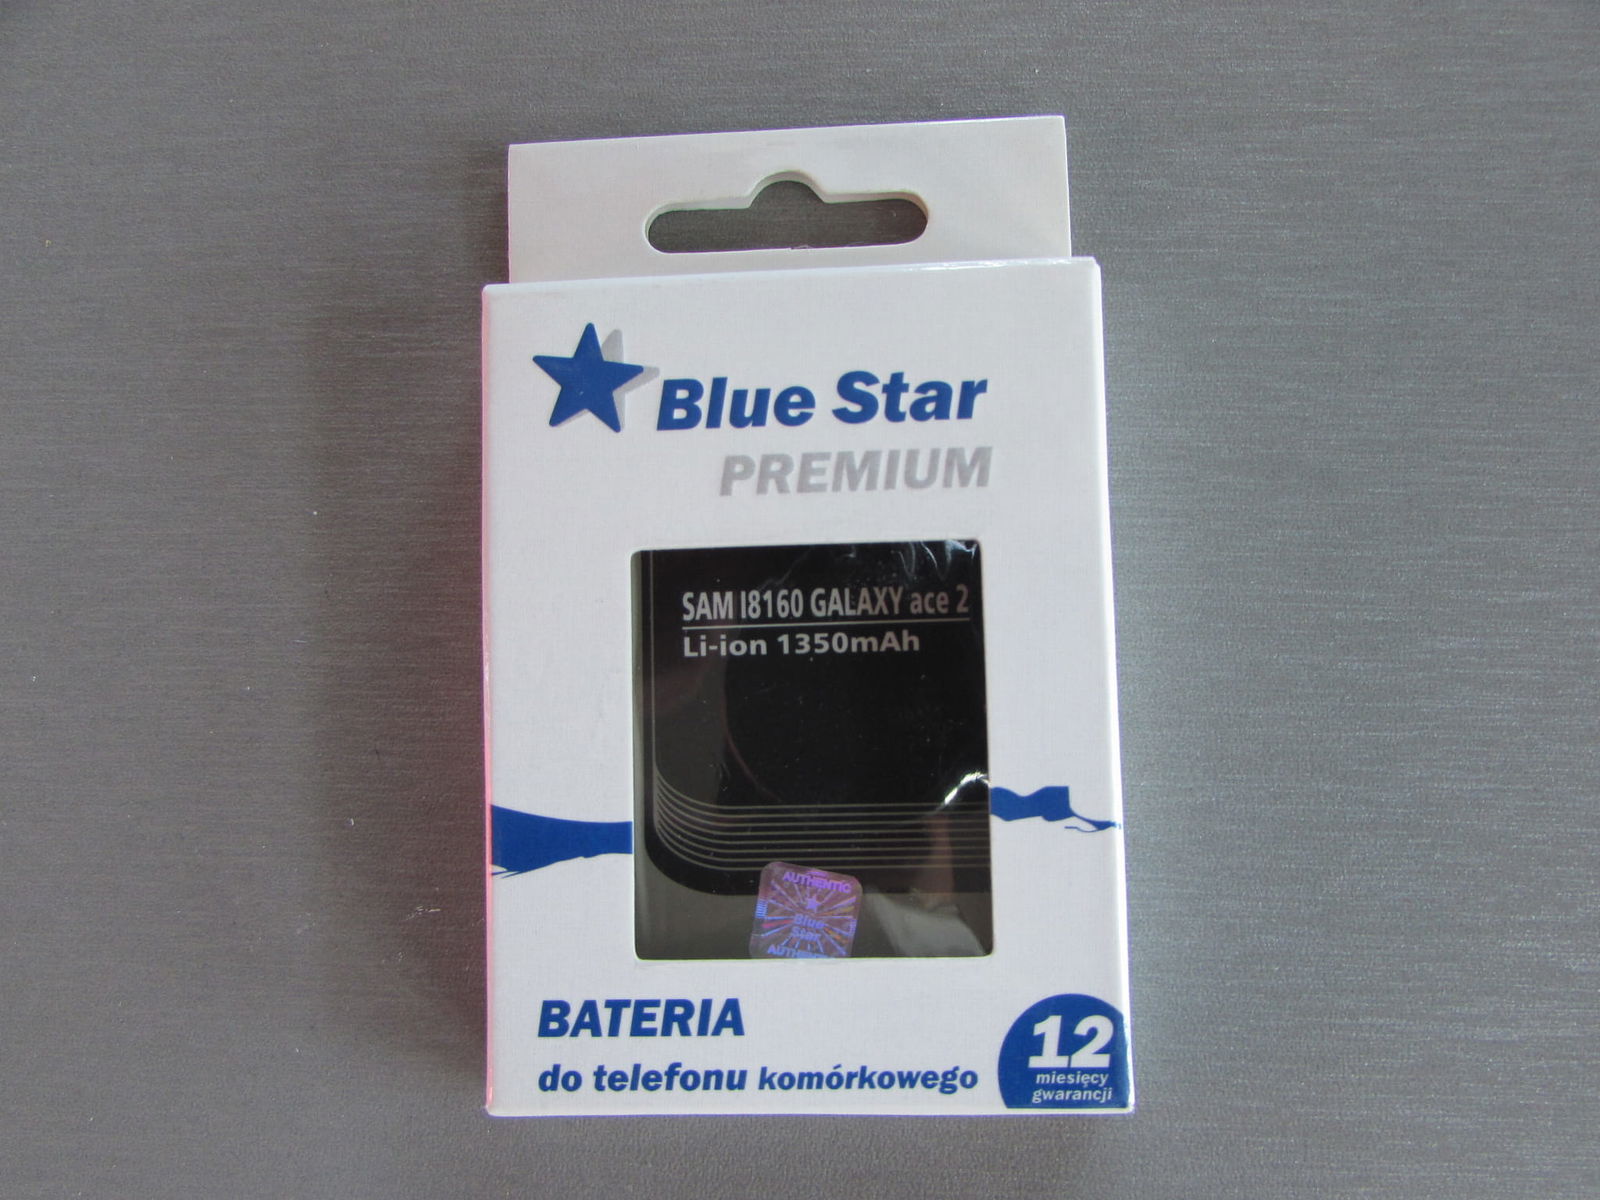 Blue Star
PREMIUM
SAM I8160 GALAXY ace 2
Li-ion 1350mAh
AUTHENTIC
Blue
Star
BATERIA
do telefonu komórkowego
12
miesięcy
gwarancji